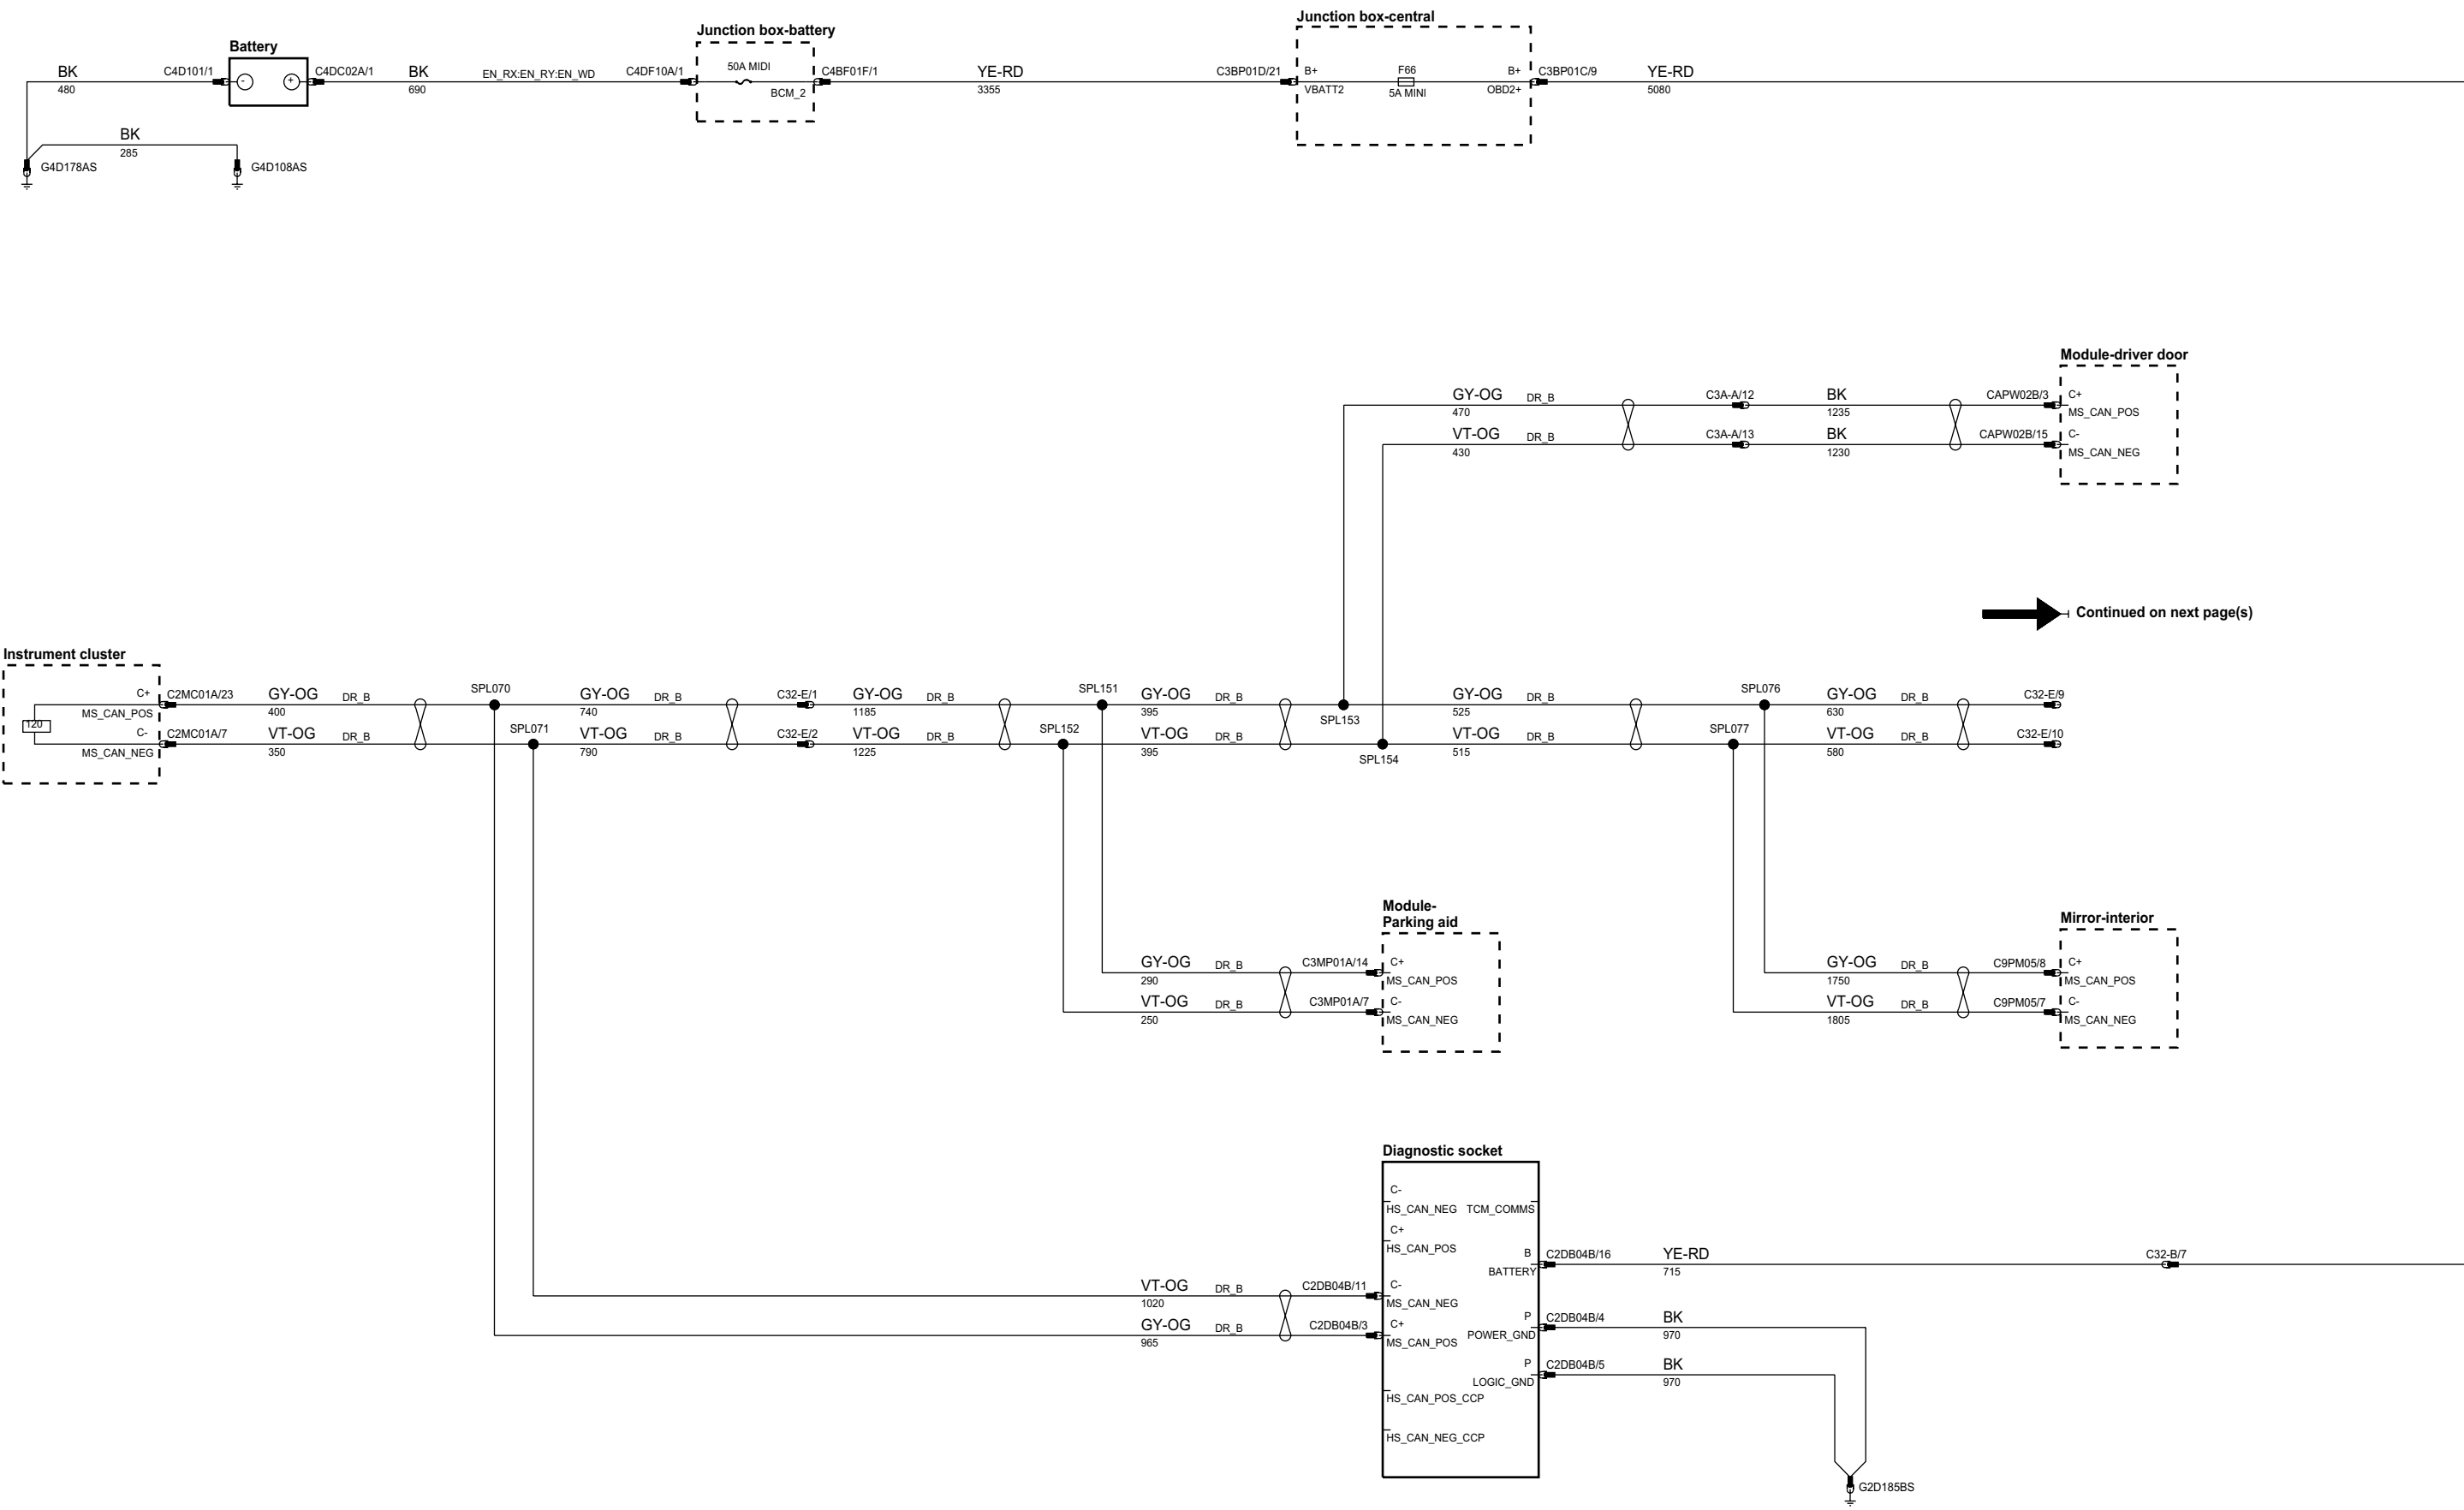 Junction box-central
Junction box-battery
Battery
BK
480
C4D101/1
-
+
C4DC02A/1
BK
690
EN_RX:EN_RY:EN_WD
C4DF10A/1
50A MIDI
BCM_2
C4BF01F/1
YE-RD
3355
C3BP01D/21
B+
VBATT2
F66
5A MINI
B+
OBD2+
C3BP01C/9
YE-RD
5080
BK
285
G4D178AS
G4D108AS
Module-driver door
GY-OG
470
DR_B
C3A-A/12
BK
1235
CAPW02B/3
C+
MS_CAN_POS
VT-OG
430
DR_B
C3A-A/13
BK
1230
CAPW02B/15
C-
MS_CAN_NEG
Continued on next page(s)
Instrument cluster
120
C+
MS_CAN_POS
C2MC01A/23
GY-OG
400
DR_B
SPL070
GY-OG
740
DR_B
C32-E/1
GY-OG
1185
DR_B
SPL151
GY-OG
395
DR_B
SPL153
GY-OG
525
DR_B
SPL076
GY-OG
630
DR_B
C32-E/9
C-
MS_CAN_NEG
C2MC01A/7
VT-OG
350
DR_B
SPL071
VT-OG
790
DR_B
C32-E/2
VT-OG
1225
DR_B
SPL152
VT-OG
395
DR_B
SPL154
VT-OG
515
DR_B
SPL077
VT-OG
580
DR_B
C32-E/10
Module-
Parking aid
GY-OG
290
DR_B
C3MP01A/14
C+
MS_CAN_POS
VT-OG
250
DR_B
C3MP01A/7
C-
MS_CAN_NEG
Mirror-interior
GY-OG
1750
DR_B
C9PM05/8
C+
MS_CAN_POS
VT-OG
1805
DR_B
C9PM05/7
C-
MS_CAN_NEG
Diagnostic socket
C-
HS_CAN_NEG
TCM_COMMS
C+
HS_CAN_POS
B
BATTERY
C2DB04B/16
YE-RD
715
C32-B/7
VT-OG
1020
DR_B
C2DB04B/11
C-
MS_CAN_NEG
GY-OG
965
DR_B
C2DB04B/3
C+
MS_CAN_POS
P
POWER_GND
C2DB04B/4
BK
970
P
LOGIC_GND
C2DB04B/5
BK
970
HS_CAN_POS_CCP
HS_CAN_NEG_CCP
G2D185BS